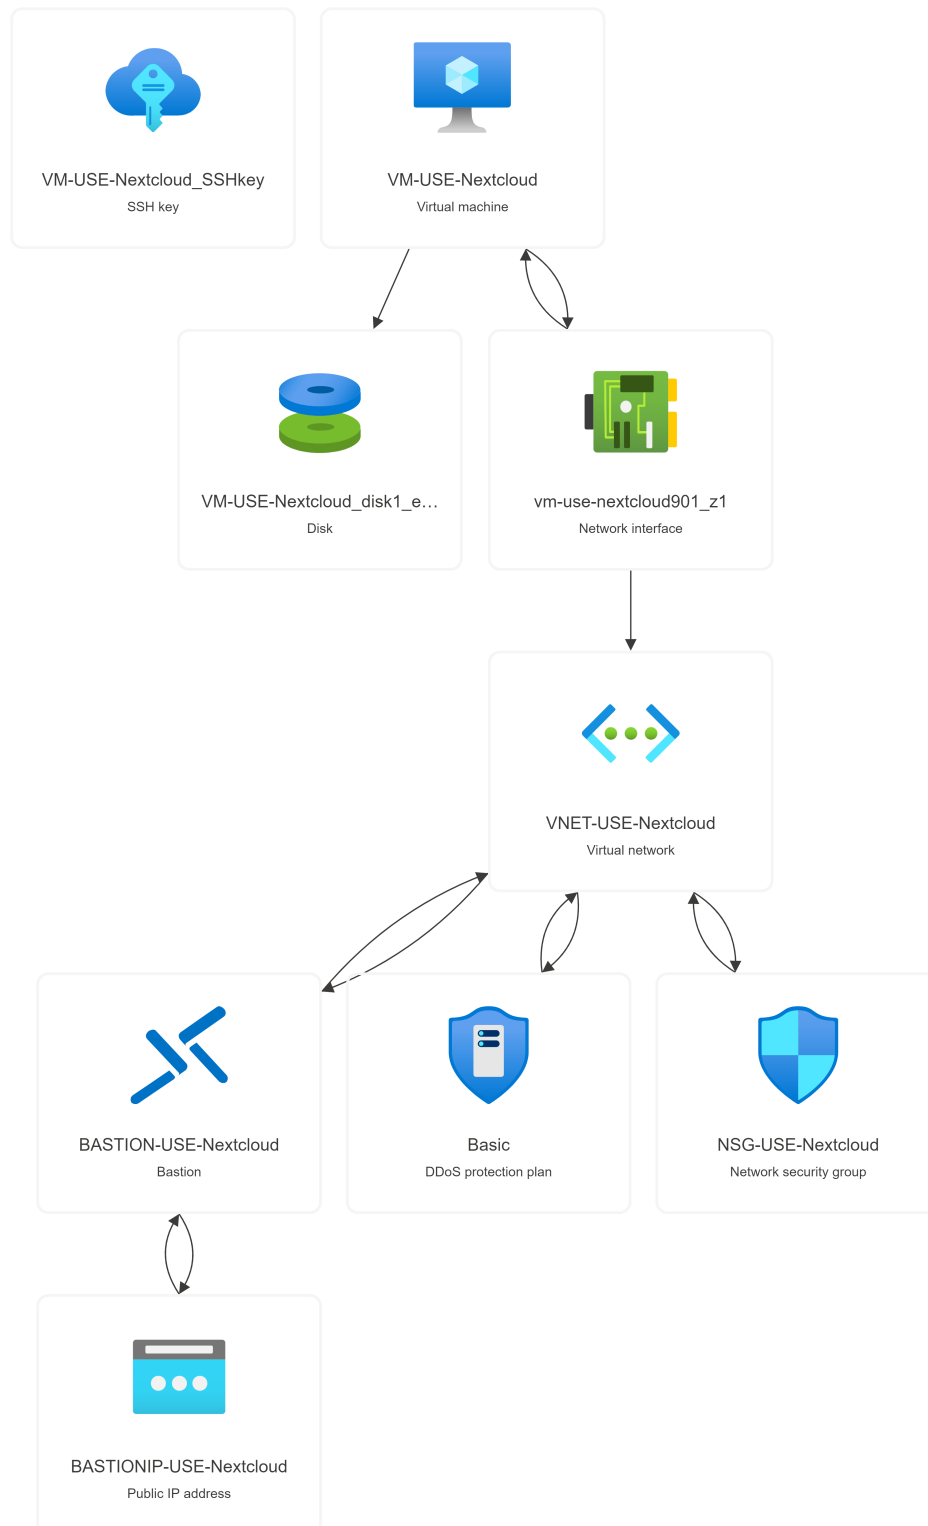 VM-USE-Nextcloud_SSHkey
SSH key
VM-USE-Nextcloud
Virtual machine
VM-USE-Nextcloud_disk1_e...
Disk
vm-use-nextcloud901_z1
Network interface
VNET-USE-Nextcloud
Virtual network
BASTION-USE-Nextcloud
Bastion
Basic
DDoS protection plan
NSG-USE-Nextcloud
Network security group
BASTIONIP-USE-Nextcloud
Public IP address